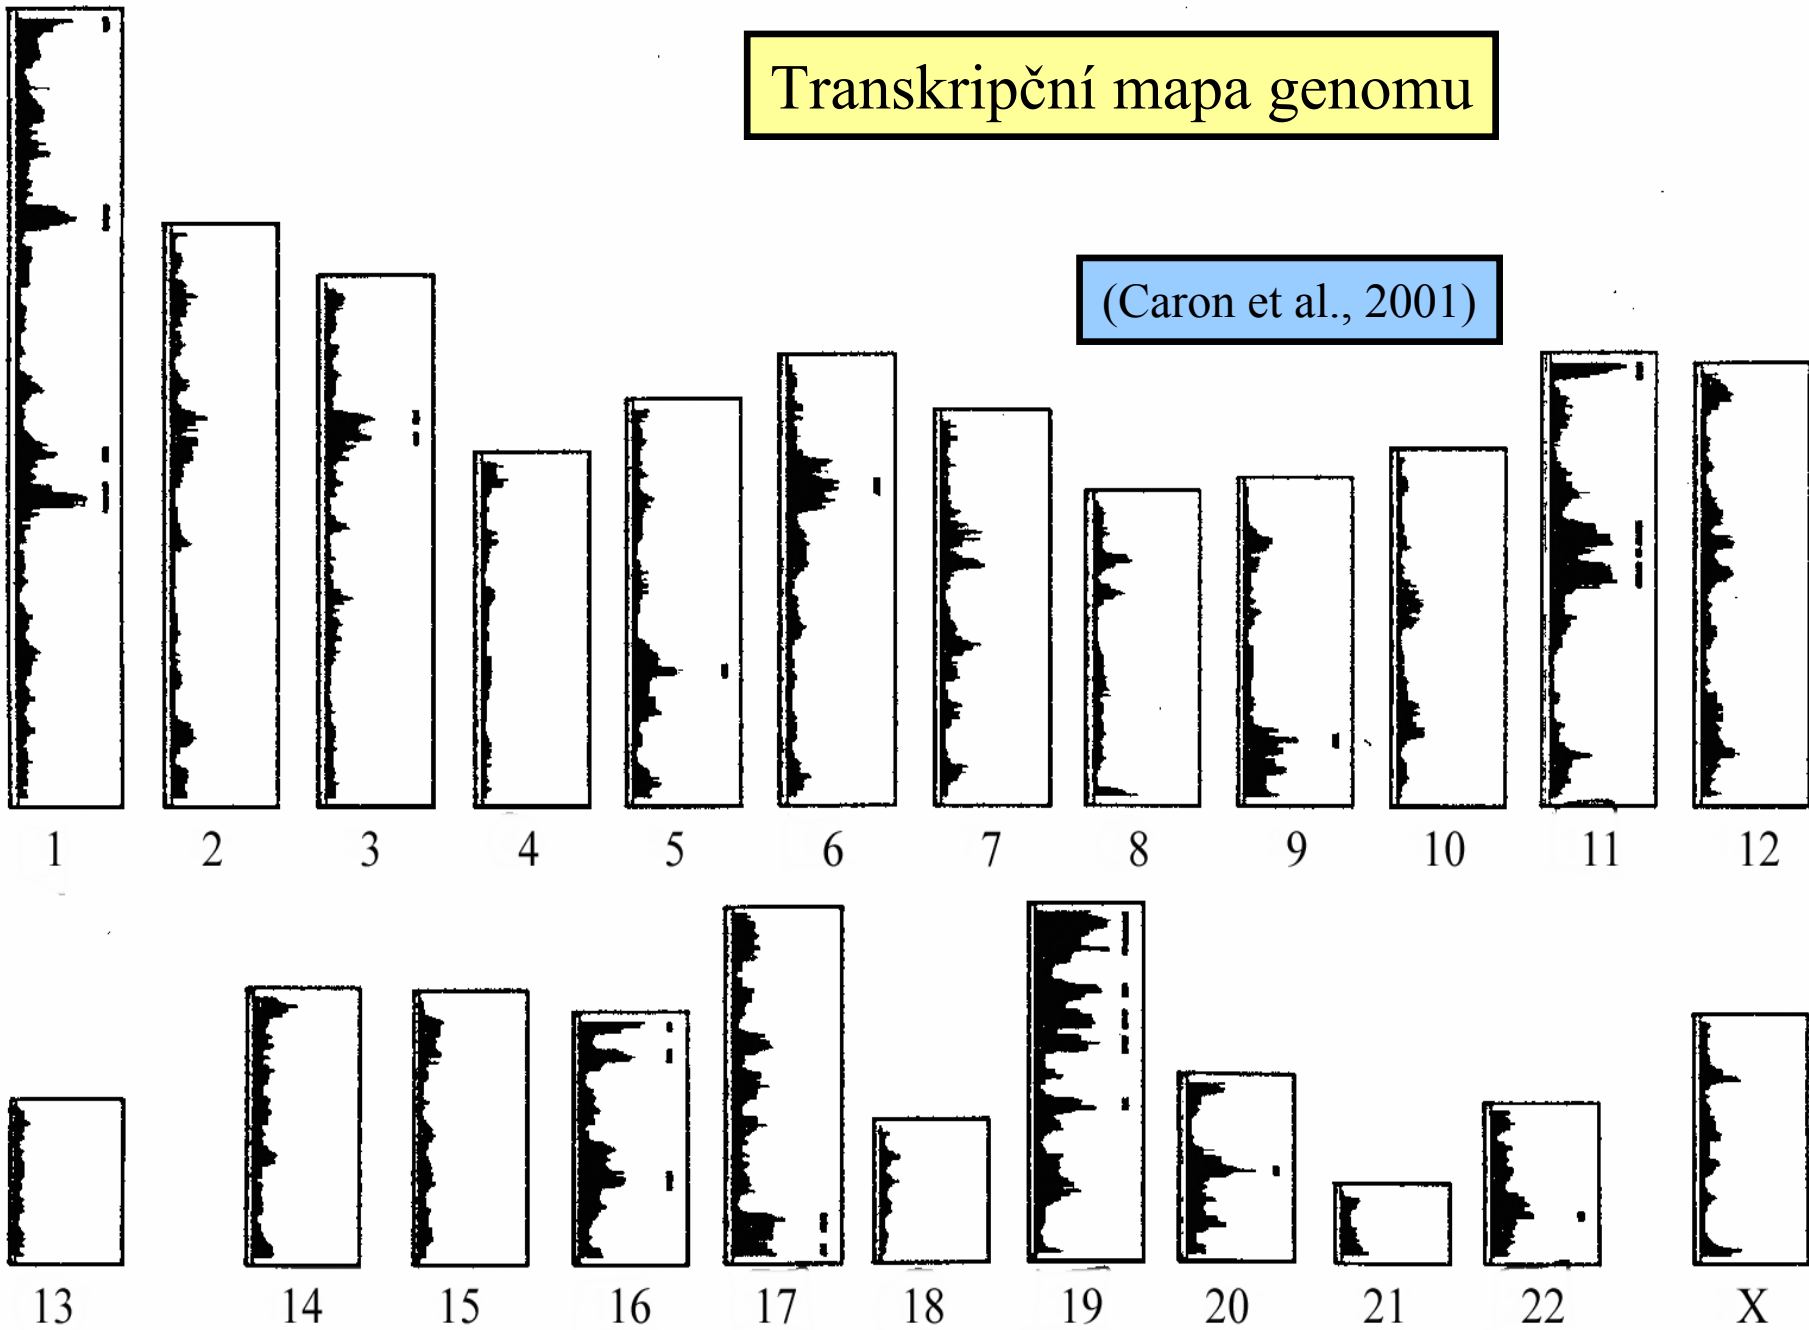 Transkripční mapa genomu
(Caron et al., 2001)
1 2 3 4 5 6 7 8 9 10 11 12
13 14 15 16 17 18 19 20 21 22 X